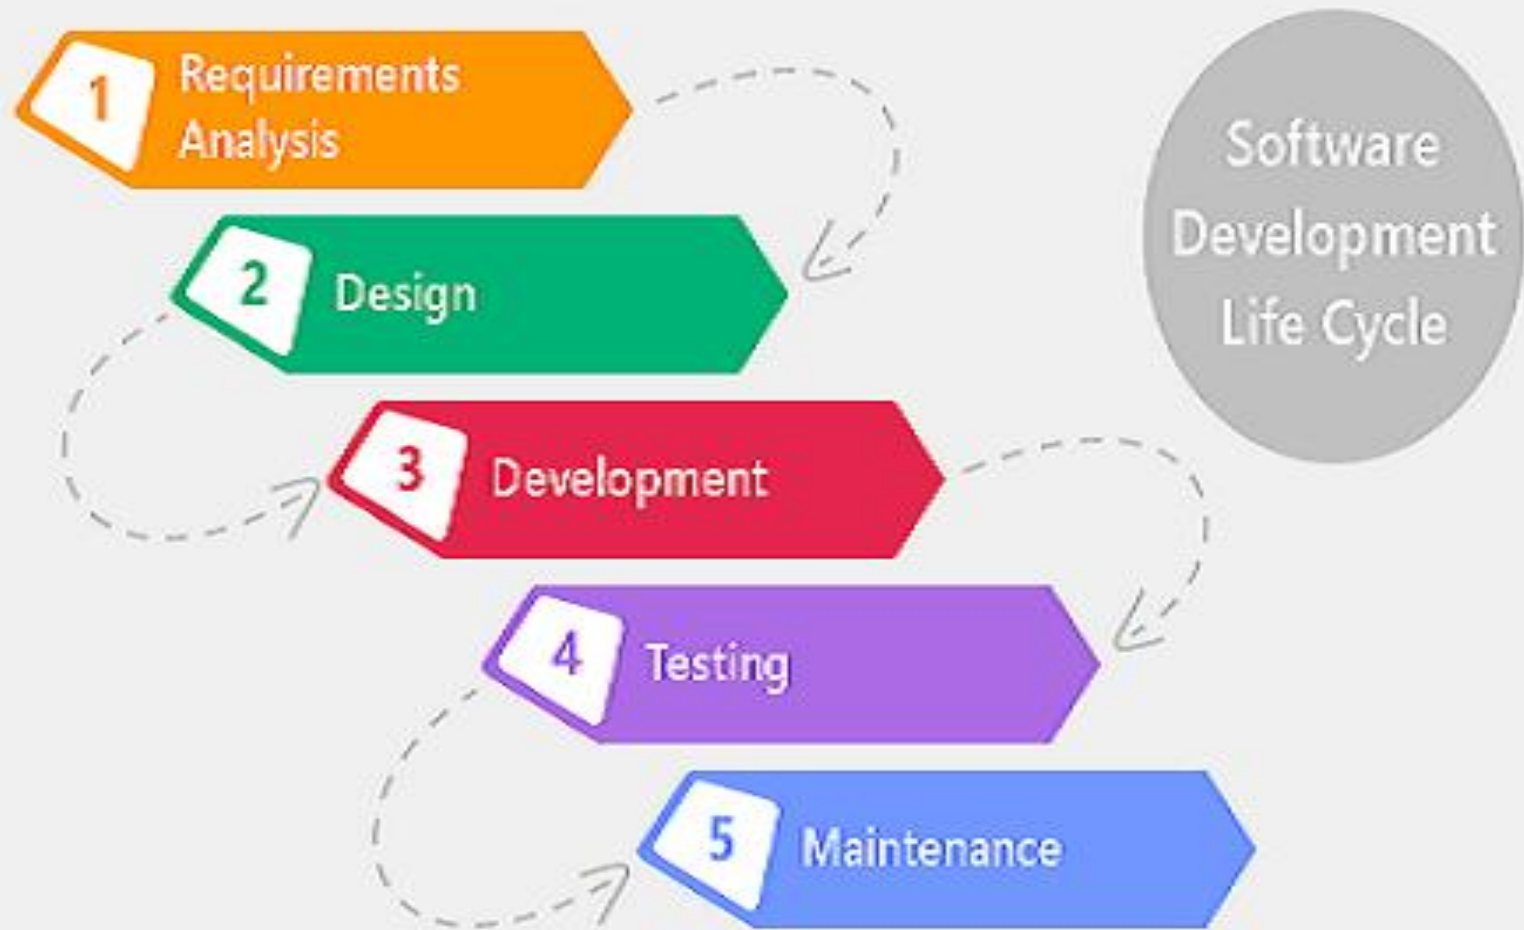 1
Requirements
Analysis
2
Design
3
Development
4
Testing
5
Maintenance
Software
Development
Life Cycle